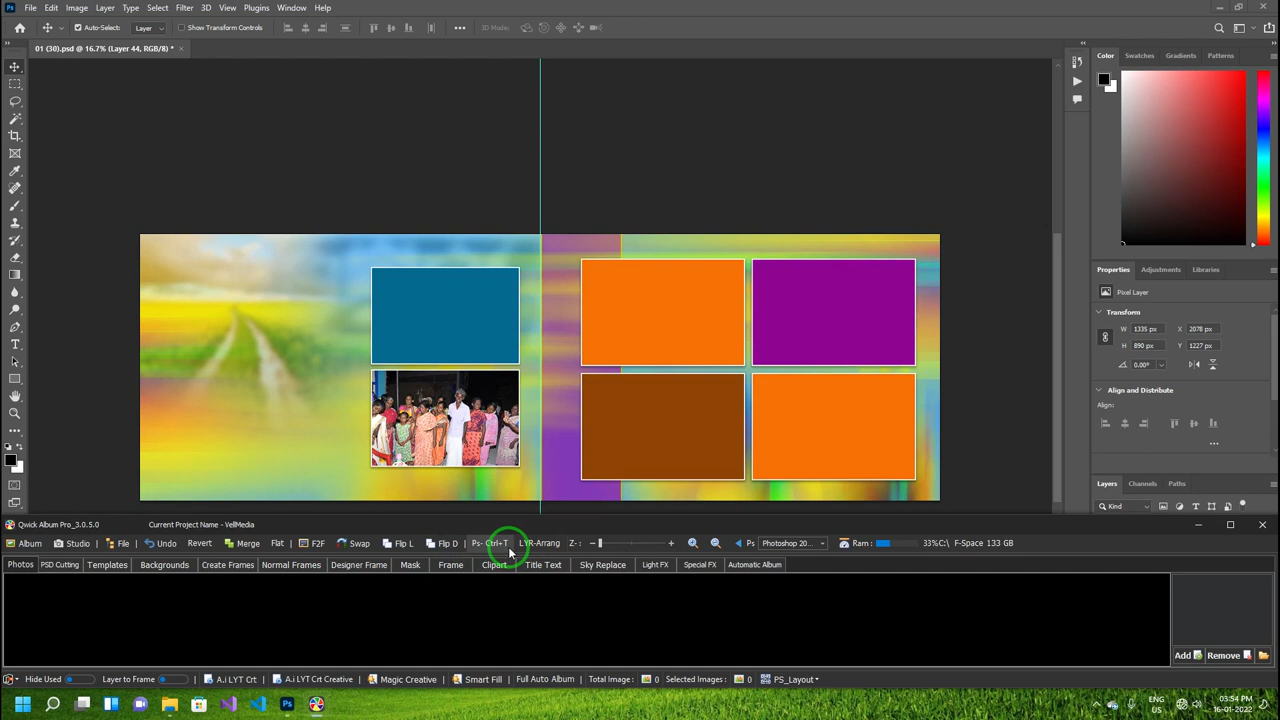 File Edit Image Layer Type Select Filter 3D View Plugins Window Help
Auto-Select: Layer Show Transform Controls 3D Mode:
01 (30).psd @ 16.7% (Layer 44, RGB/8) * ×
Color Swatches Gradients Patterns
Properties Adjustments Libraries
Pixel Layer
Transform
W 1335 px X 2078 px
H 890 px Y 1227 px
0.00°
Align and Distribute
Align:
Layers Channels Paths
Kind
Qwick Album Pro_3.0.5.0 Current Project Name - VellMedia
Album Studio File Undo Revert Merge Flat F2F Swap Flip L Flip D Ps- Ctrl+T LYR-Arrang Z-: Ps Photoshop 20... Ram: 33%C:\ F-Space 133 GB
Photos PSD Cutting Templates Backgrounds Create Frames Normal Frames Designer Frame Mask Frame Clipart Title Text Sky Replace Light FX Special FX Automatic Album
Add Remove
Hide Used Layer to Frame A.i LYT Crt A.i LYT Crt Creative Magic Creative Smart Fill Full Auto Album Total Image: 0 Selected Images: 0 PS_Layout
ENG
US
03:54 PM
16-01-2022